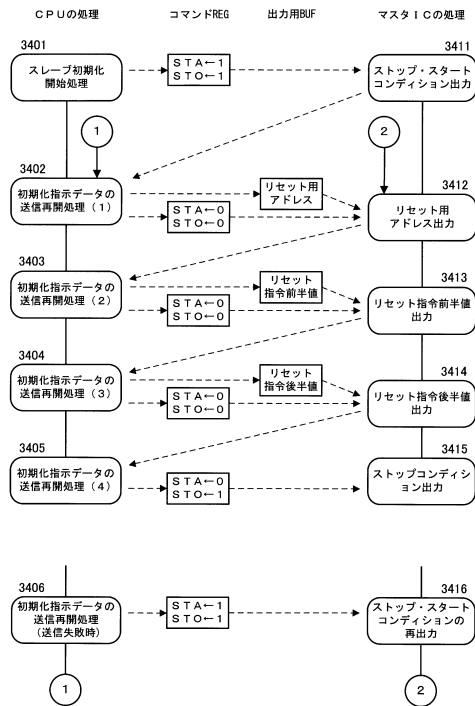 CPUの処理 コマンドREG 出力用BUF マスタICの処理
3401
スレーブ初期化
開始処理
STA←1
STO←1
3411
ストップ・スタート
コンディション出力
1
2
3402
初期化指示データの
送信再開処理(1)
リセット用
アドレス
STA←0
STO←0
3412
リセット用
アドレス出力
3403
初期化指示データの
送信再開処理(2)
リセット
指令前半値
STA←0
STO←0
3413
リセット指令前半値
出力
3404
初期化指示データの
送信再開処理(3)
リセット
指令後半値
STA←0
STO←0
3414
リセット指令後半値
出力
3405
初期化指示データの
送信再開処理(4)
STA←0
STO←1
3415
ストップコンディシ
ョン出力
3406
初期化指示データの
送信再開処理
(送信失敗時)
STA←1
STO←1
3416
ストップ・スタート
コンディションの
再出力
1
2